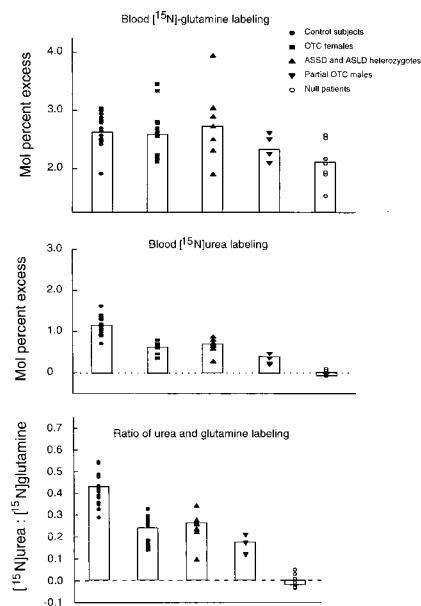 Blood [15N]-glutamine labeling
Control subjects
OTC females
ASSD and ASLD heterozygotes
Partial OTC males
Null patients
Mol percent excess
4.0
3.0
2.0
Blood [15N]urea labeling
Mol percent excess
3.0
2.0
1.0
0
Ratio of urea and glutamine labeling
[15N]urea : [15N]glutamine
0.7
0.6
0.5
0.4
0.3
0.2
0.1
0.0
-0.1